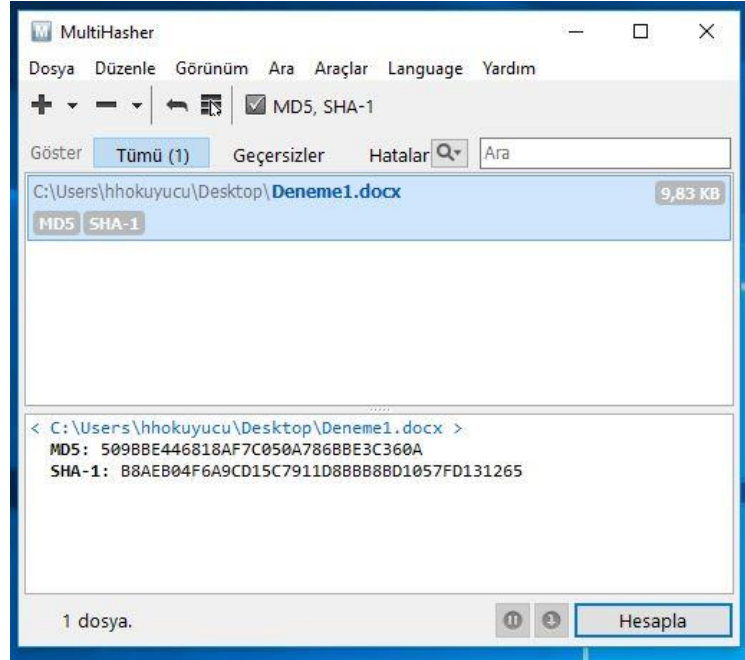 MultiHasher
Dosya Düzenle Görünüm Ara Araçlar Language Yardım
MD5, SHA-1
Göster Tümü (1) Geçersizler Hatalar Ara
C:\Users\hhokuyucu\Desktop\Deneme1.docx 9,83 KB
MD5 SHA-1
< C:\Users\hhokuyucu\Desktop\Deneme1.docx >
MD5: 509BBE446818AF7C050A786BBE3C360A
SHA-1: B8AEB04F6A9CD15C7911D8BBB8BD1057FD131265
1 dosya. Hesapla